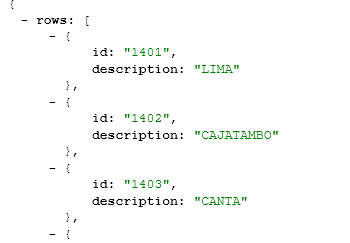 {
- rows: [
- {
id: "1401",
description: "LIMA"
},
- {
id: "1402",
description: "CAJATAMBO"
},
- {
id: "1403",
description: "CANTA"
},
- {